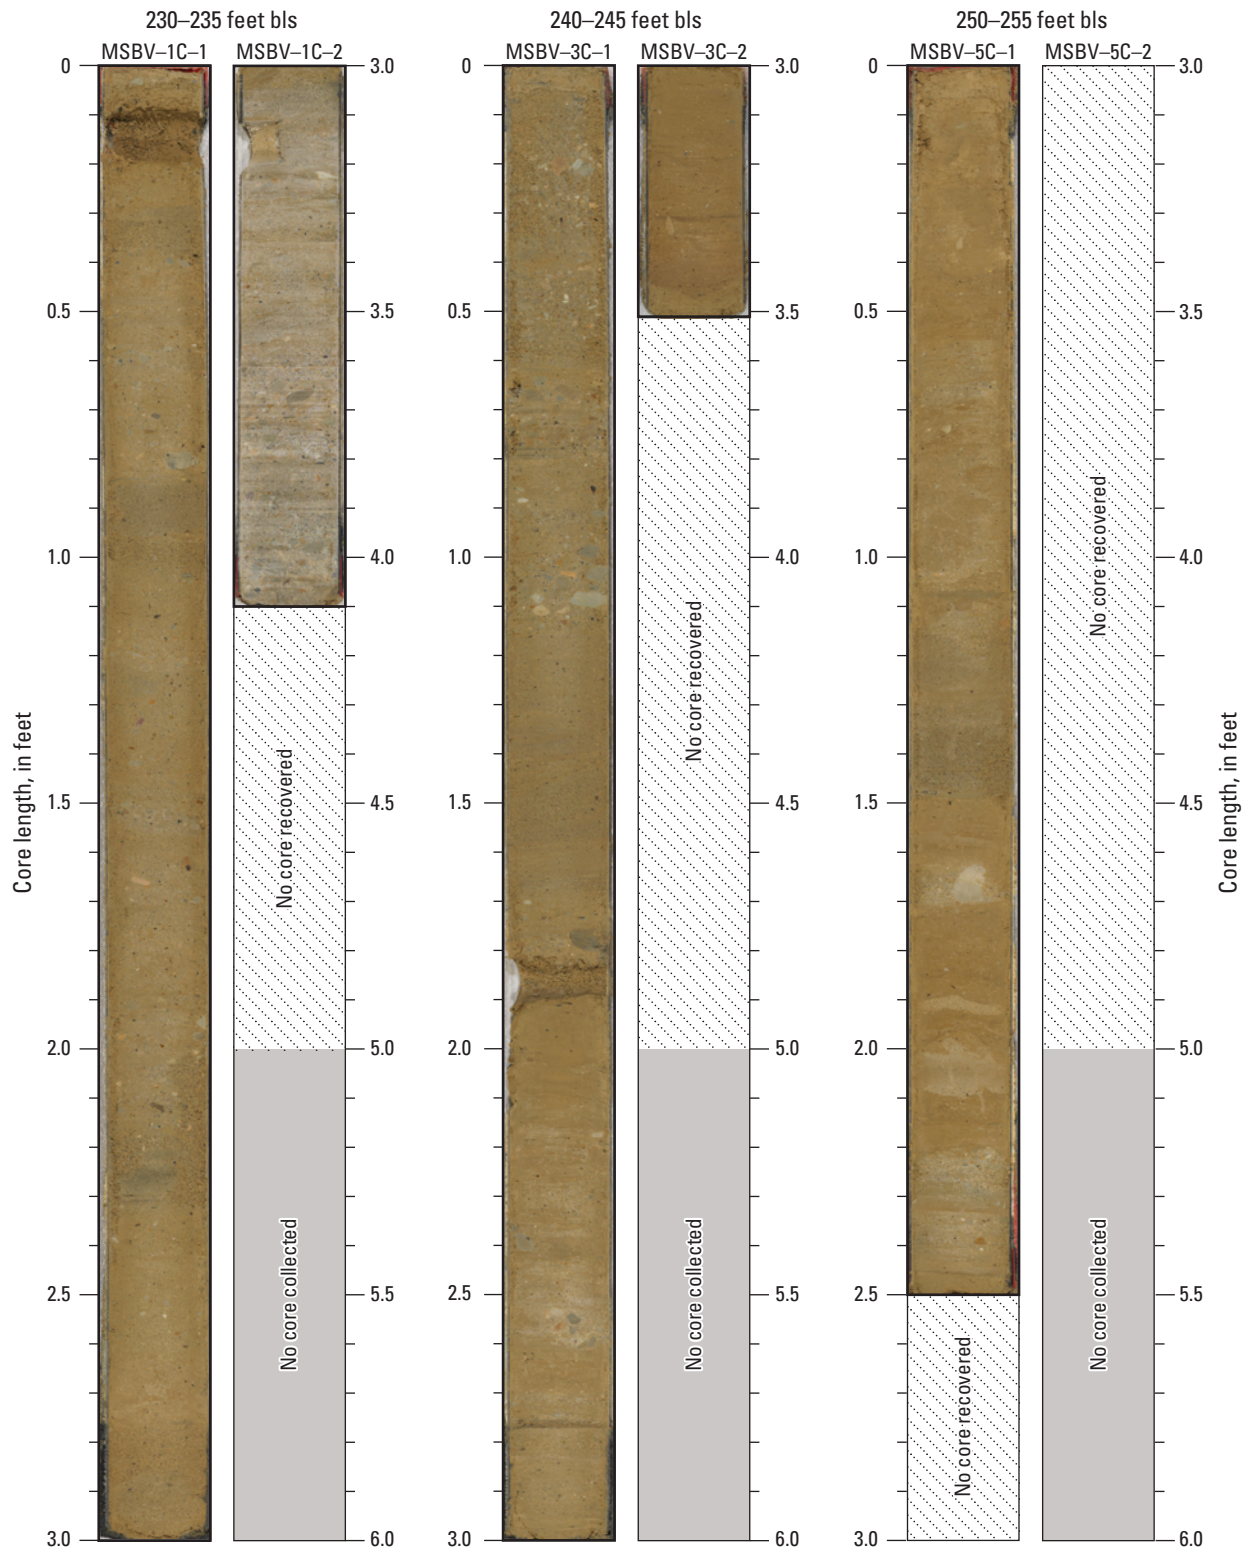 230–235 feet bls
MSBV–1C–1 MSBV–1C–2
0
0.5
1.0
1.5
2.0
2.5
3.0
3.0
3.5
4.0
4.5
5.0
5.5
6.0
No core recovered
No core collected
Core length, in feet
240–245 feet bls
MSBV–3C–1 MSBV–3C–2
0
0.5
1.0
1.5
2.0
2.5
3.0
3.0
3.5
4.0
4.5
5.0
5.5
6.0
No core recovered
No core collected
250–255 feet bls
MSBV–5C–1 MSBV–5C–2
0
0.5
1.0
1.5
2.0
2.5
3.0
No core recovered
3.0
3.5
4.0
4.5
5.0
5.5
6.0
No core recovered
No core collected
Core length, in feet